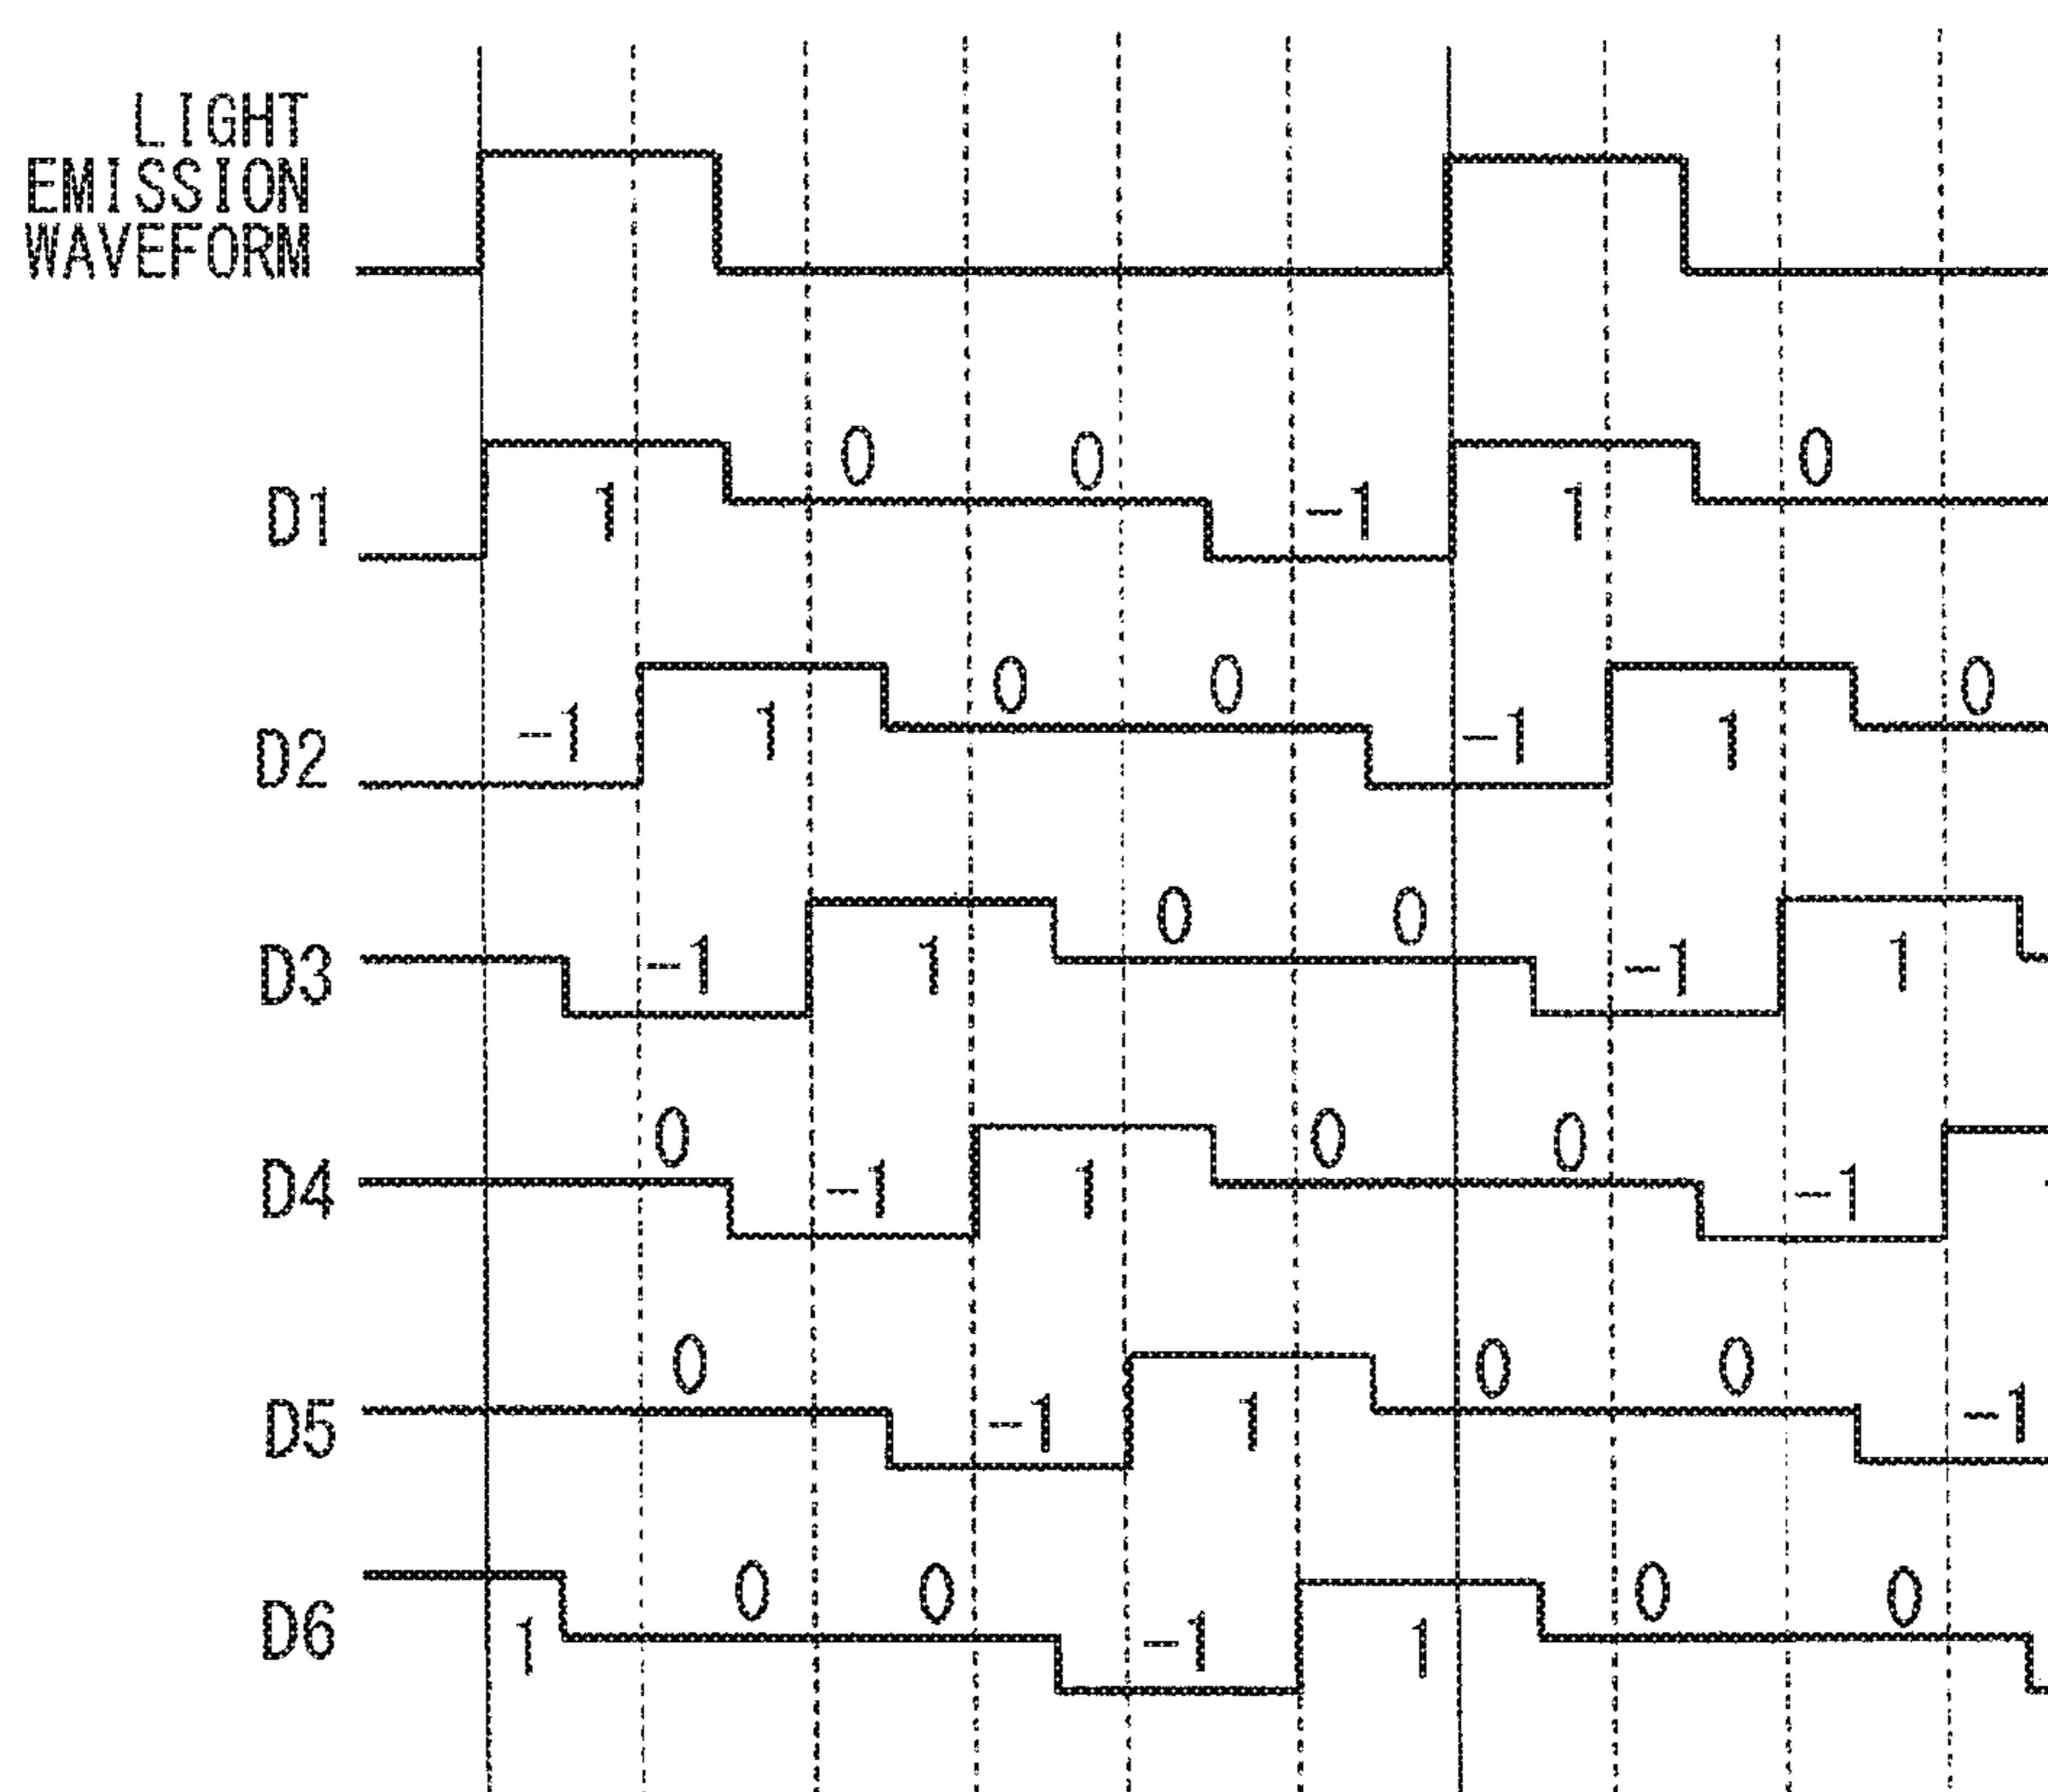 LIGHT
EMISSION
WAVEFORM
D1 1 0 0 -1 1 0
D2 -1 1 0 0 -1 1 0
D3 -1 1 0 0 -1 1
D4 0 -1 1 0 0 -1
D5 0 -1 1 0 0 -1
D6 1 0 0 -1 1 0 0